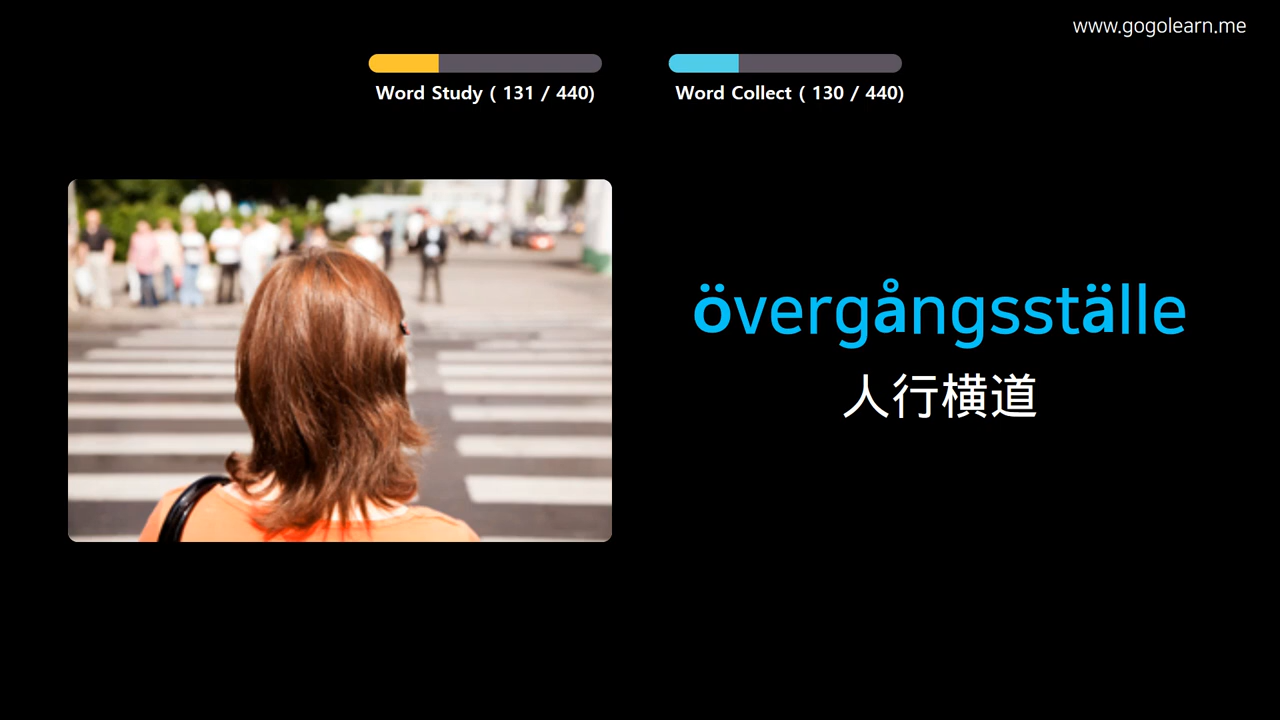 www.gogolearn.me
Word Study ( 131 / 440)
Word Collect ( 130 / 440)
övergångsställe
人行横道